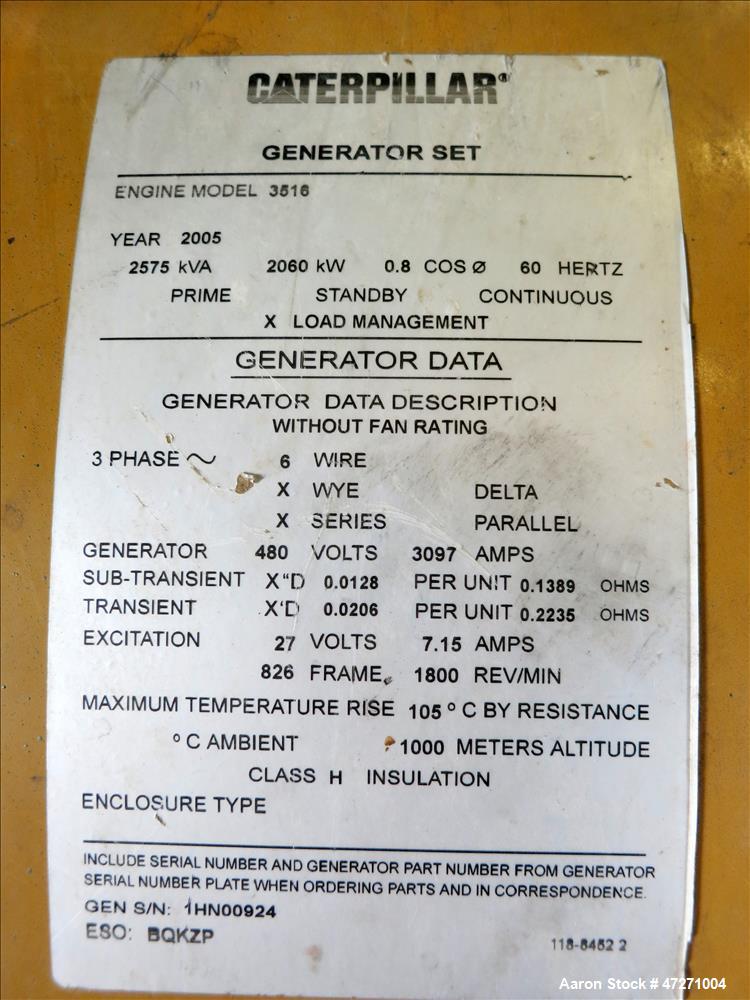 CATERPILLAR®
GENERATOR SET
ENGINE MODEL 3516
YEAR 2005
2575 kVA 2060 kW 0.8 COS Ø 60 HERTZ
PRIME STANDBY CONTINUOUS
X LOAD MANAGEMENT
GENERATOR DATA
GENERATOR DATA DESCRIPTION
WITHOUT FAN RATING
3 PHASE ~ 6 WIRE
X WYE DELTA
X SERIES PARALLEL
GENERATOR 480 VOLTS 3097 AMPS
SUB-TRANSIENT X"D 0.0128 PER UNIT 0.1389 OHMS
TRANSIENT X'D 0.0206 PER UNIT 0.2235 OHMS
EXCITATION 27 VOLTS 7.15 AMPS
826 FRAME 1800 REV/MIN
MAXIMUM TEMPERATURE RISE 105 ° C BY RESISTANCE
° C AMBIENT 1000 METERS ALTITUDE
CLASS H INSULATION
ENCLOSURE TYPE
INCLUDE SERIAL NUMBER AND GENERATOR PART NUMBER FROM GENERATOR
SERIAL NUMBER PLATE WHEN ORDERING PARTS AND IN CORRESPONDENCE.
GEN S/N: 1HN00924
ESO: BQKZP
118-8452 2
Aaron Stock # 47271004